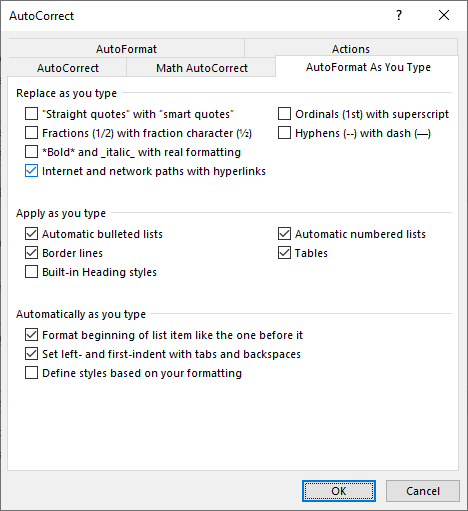 AutoCorrect ? ×
AutoFormat Actions
AutoCorrect Math AutoCorrect AutoFormat As You Type
Replace as you type
"Straight quotes" with “smart quotes” Ordinals (1st) with superscript
Fractions (1/2) with fraction character (½) Hyphens (--) with dash (—)
*Bold* and _italic_ with real formatting
Internet and network paths with hyperlinks
Apply as you type
Automatic bulleted lists Automatic numbered lists
Border lines Tables
Built-in Heading styles
Automatically as you type
Format beginning of list item like the one before it
Set left- and first-indent with tabs and backspaces
Define styles based on your formatting
OK Cancel